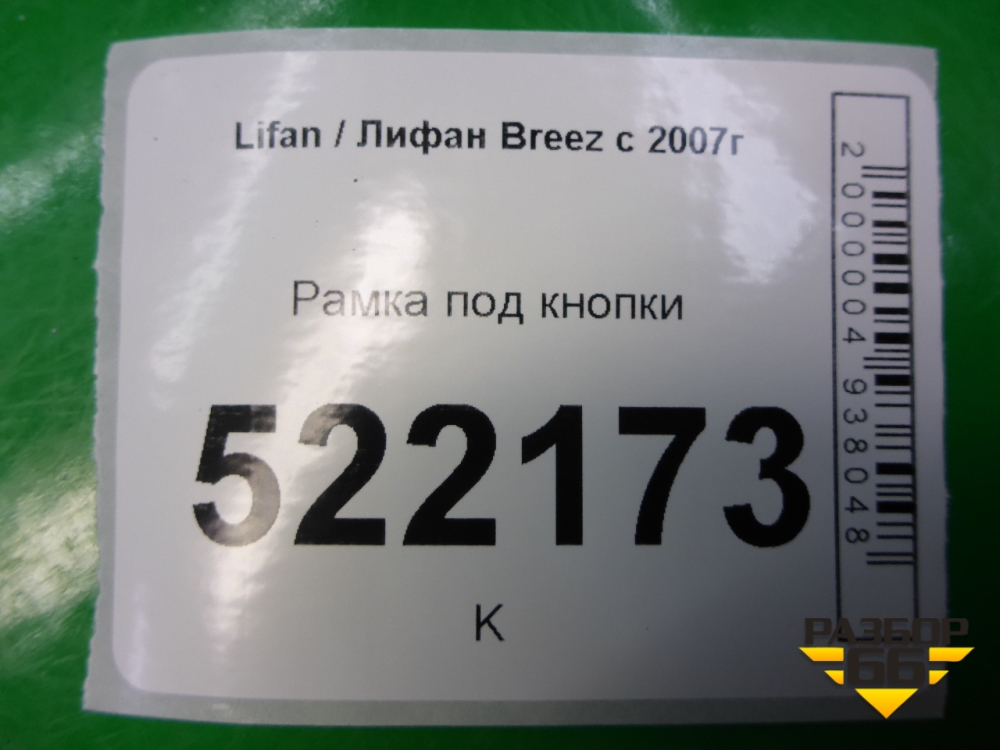 Lifan / Лифан Breez с 2007г
Рамка под кнопки
522173
К
2000004938048
РАЗБОР
66